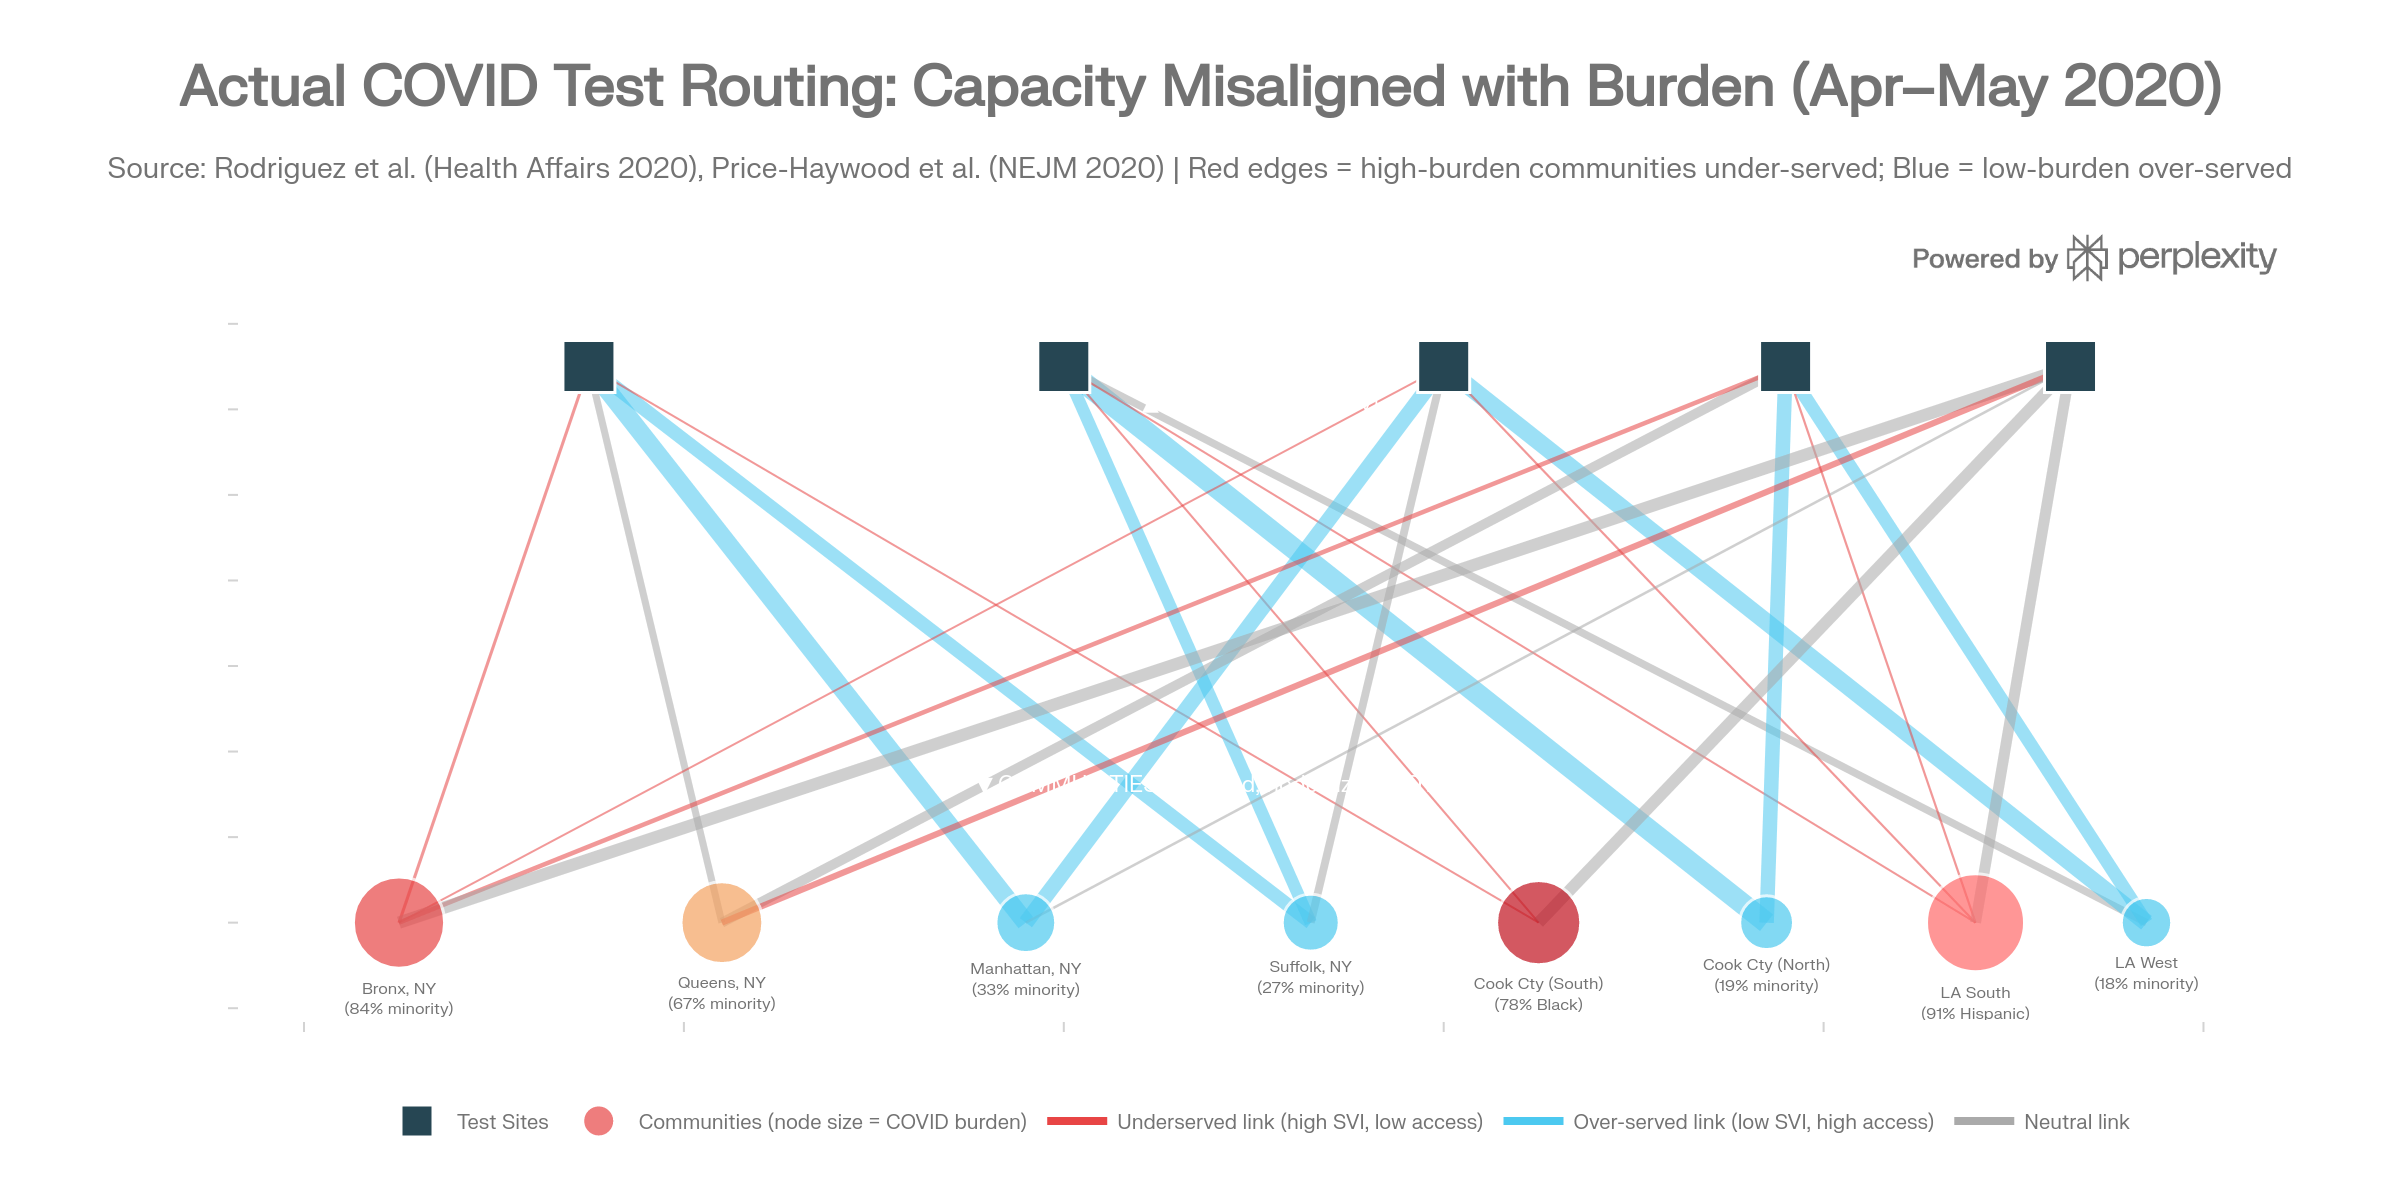 Actual COVID Test Routing: Capacity Misaligned with Burden (Apr–May 2020)
Source: Rodriguez et al. (Health Affairs 2020), Price-Haywood et al. (NEJM 2020) | Red edges = high-burden communities under-served; Blue = low-burden over-served
Powered by perplexity
Bronx, NY
(84% minority)
Queens, NY
(67% minority)
Manhattan, NY
(33% minority)
Suffolk, NY
(27% minority)
Cook Cty (South)
(78% Black)
Cook Cty (North)
(19% minority)
LA South
(91% Hispanic)
LA West
(18% minority)
Test Sites
Communities (node size = COVID burden)
Underserved link (high SVI, low access)
Over-served link (low SVI, high access)
Neutral link